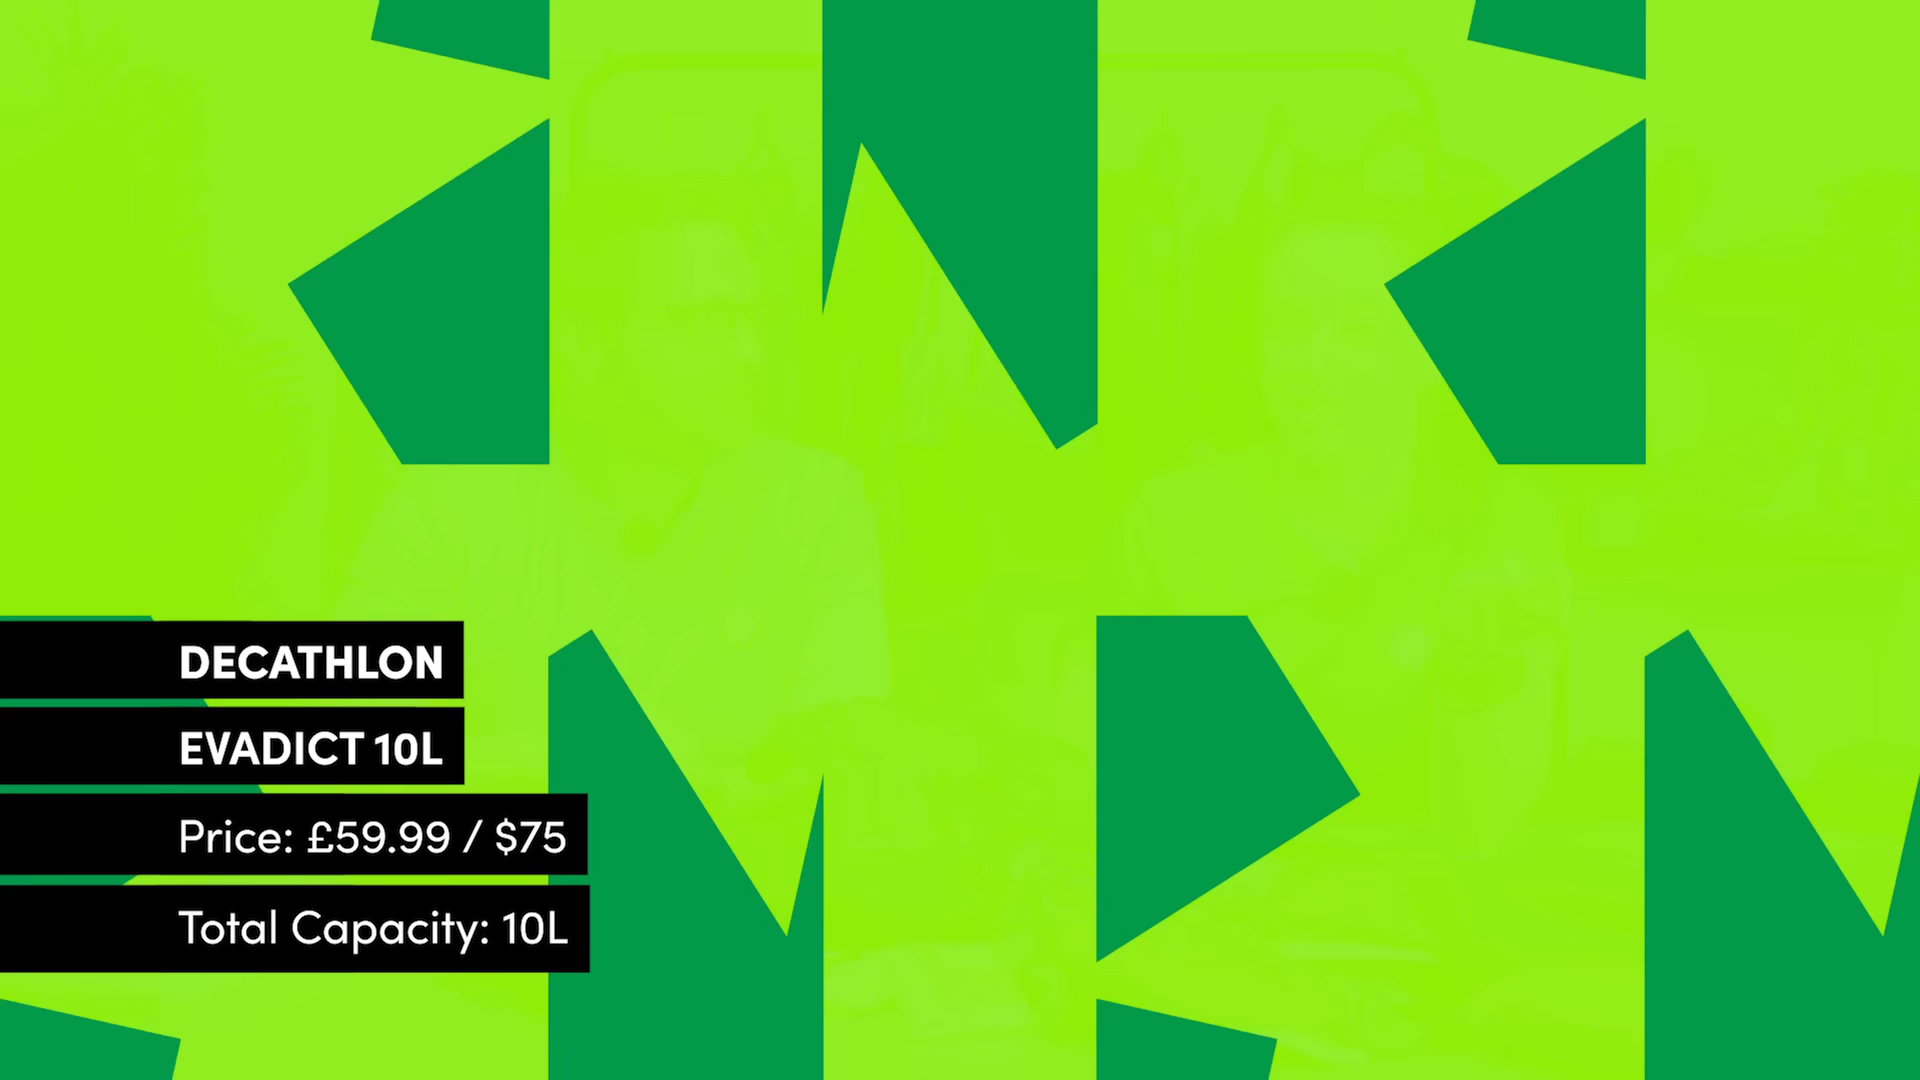 DECATHLON
EVADICT 10L
Price: £59.99 / $75
Total Capacity: 10L